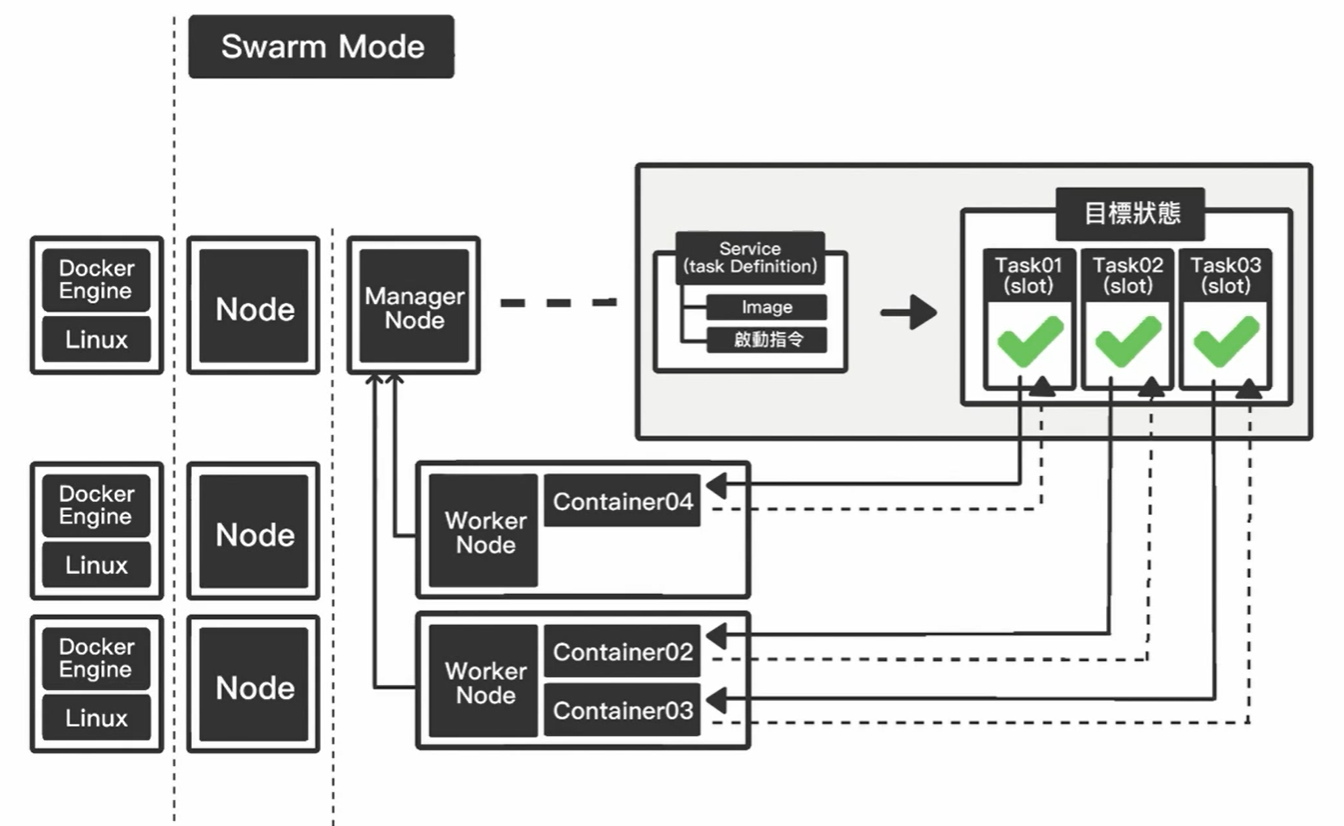 Swarm Mode
Docker
Engine
Linux
Node
Manager
Node
Service
(task Definition)
Image
啟動指令
目標狀態
Task01
(slot)
Task02
(slot)
Task03
(slot)
Docker
Engine
Linux
Node
Worker
Node
Container04
Docker
Engine
Linux
Node
Worker
Node
Container02
Container03